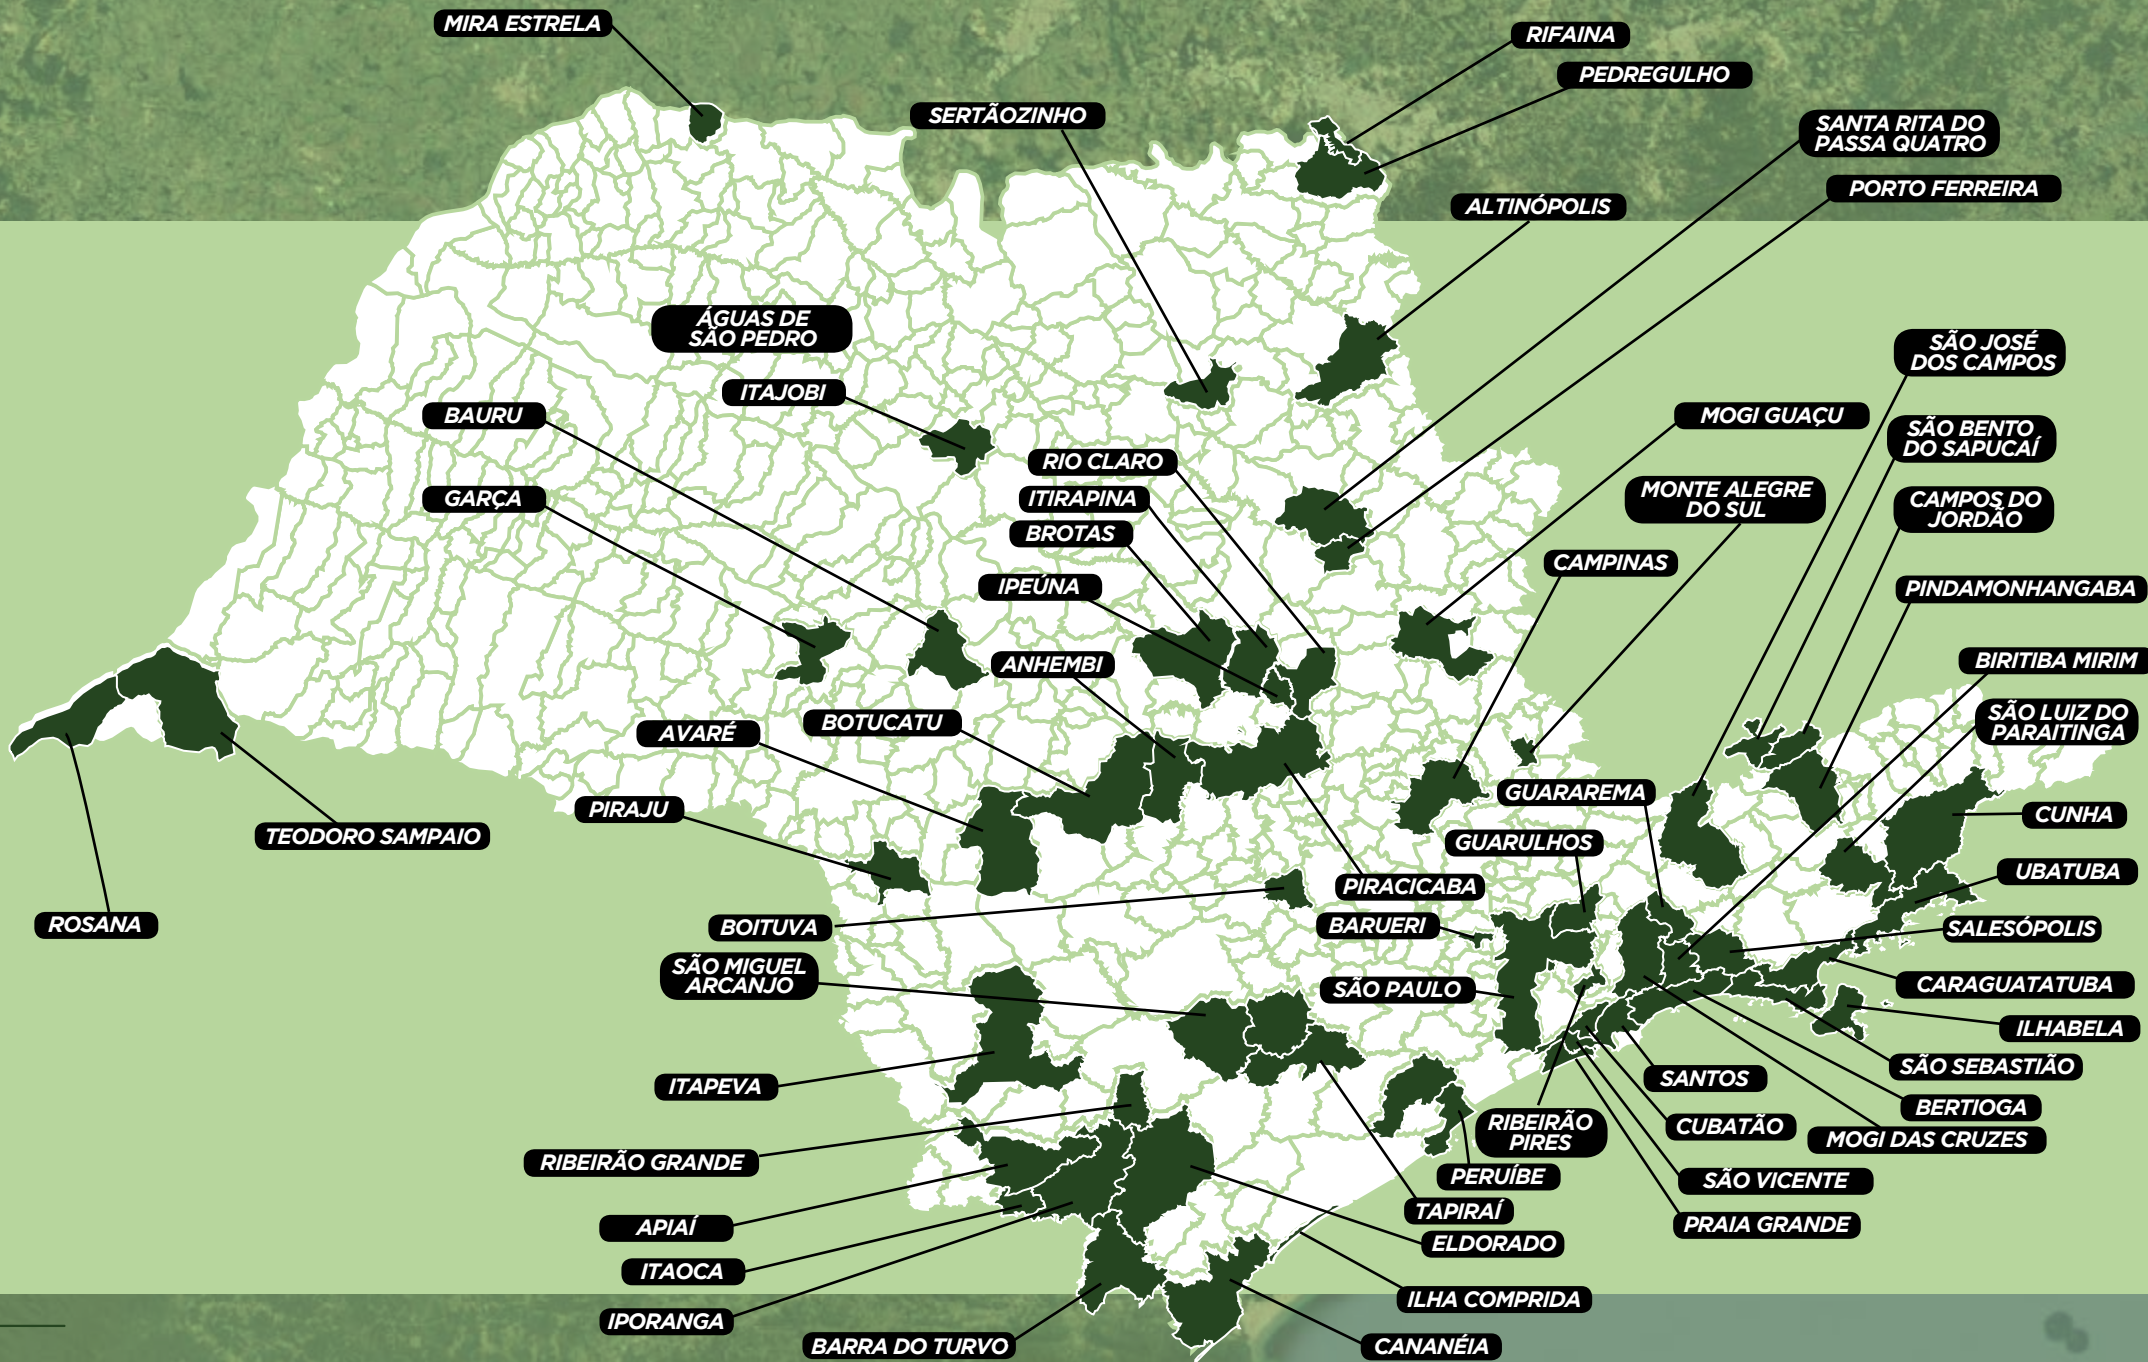 MIRA ESTRELA
RIFAINA
PEDREGULHO
SERTÃOZINHO
SANTA RITA DO
PASSA QUATRO
PORTO FERREIRA
ALTINÓPOLIS
ÁGUAS DE
SÃO PEDRO
SÃO JOSÉ
DOS CAMPOS
ITAJOBI
BAURU
MOGI GUAÇU
SÃO BENTO
DO SAPUCAÍ
RIO CLARO
GARÇA
ITIRAPINA
MONTE ALEGRE
DO SUL
CAMPOS DO
JORDÃO
BROTAS
CAMPINAS
IPEÚNA
PINDAMONHANGABA
ANHEMBI
BIRITIBA MIRIM
BOTUCATU
SÃO LUIZ DO
PARAITINGA
AVARÉ
GUARAREMA
PIRAJU
CUNHA
TEODORO SAMPAIO
GUARULHOS
UBATUBA
PIRACICABA
ROSANA
BOITUVA
BARUERI
SALESÓPOLIS
SÃO MIGUEL
ARCANJO
SÃO PAULO
CARAGUATATUBA
ILHABELA
SÃO SEBASTIÃO
ITAPEVA
SANTOS
BERTIOGA
RIBEIRÃO
PIRES
CUBATÃO
MOGI DAS CRUZES
RIBEIRÃO GRANDE
PERUÍBE
SÃO VICENTE
TAPIRAÍ
APIAÍ
PRAIA GRANDE
ELDORADO
ITAOCA
ILHA COMPRIDA
IPORANGA
BARRA DO TURVO
CANANÉIA